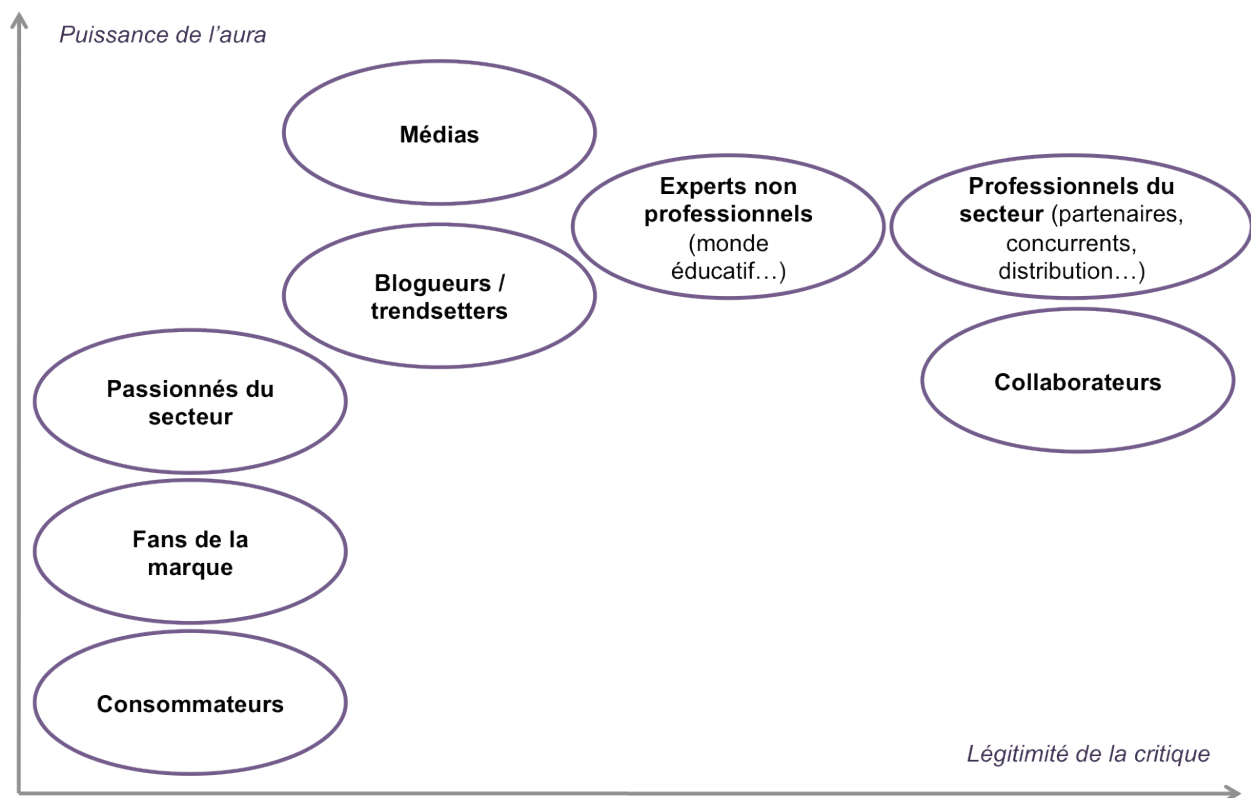 Puissance de l’aura
Médias
Experts non
professionnels
(monde
éducatif…)
Professionnels du
secteur (partenaires,
concurrents,
distribution…)
Blogueurs /
trendsetters
Passionnés du
secteur
Collaborateurs
Fans de la
marque
Consommateurs
Légitimité de la critique